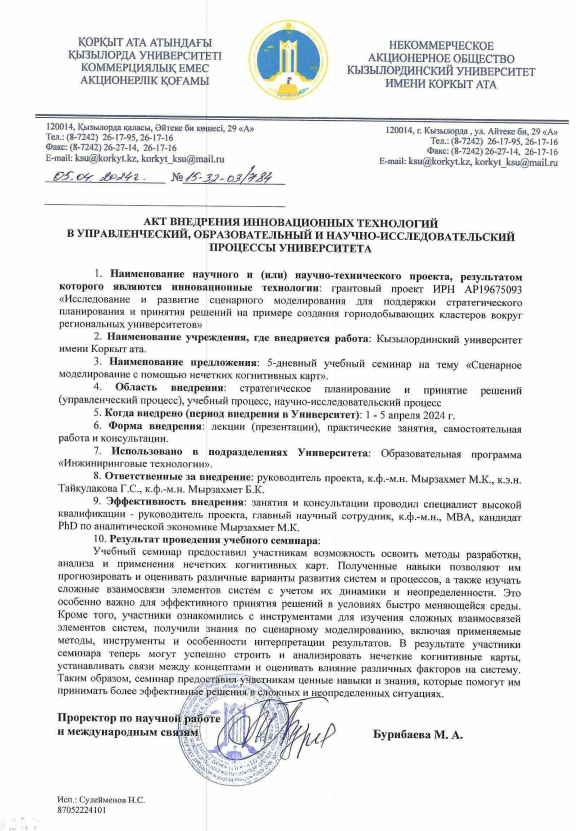 ҚОРҚЫТ АТА АТЫНДАҒЫ
ҚЫЗЫЛОРДА УНИВЕРСИТЕТІ
КОММЕРЦИЯЛЫҚ ЕМЕС
АКЦИОНЕРЛІК ҚОҒАМЫ
НЕКОММЕРЧЕСКОЕ
АКЦИОНЕРНОЕ ОБЩЕСТВО
КЫЗЫЛОРДИНСКИЙ УНИВЕРСИТЕТ
ИМЕНИ КОРКЫТ АТА
120014, Қызылорда қаласы, Әйтеке би көшесі, 29 «А»
Тел.: (8-7242) 26-17-95, 26-17-16
Факс: (8-7242) 26-27-14, 26-17-16
E-mail: ksu@korkyt.kz, korkyt_ksu@mail.ru
120014, г. Кызылорда , ул. Айтеке би, 29 «А»
Тел.: (8-7242) 26-17-95, 26-17-16
Факс: (8-7242) 26-27-14, 26-17-16
E-mail: ksu@korkyt.kz, korkyt_ksu@mail.ru
05.04 2024г. №15-32-03/784
АКТ ВНЕДРЕНИЯ ИННОВАЦИОННЫХ ТЕХНОЛОГИЙ
В УПРАВЛЕНЧЕСКИЙ, ОБРАЗОВАТЕЛЬНЫЙ И НАУЧНО-ИССЛЕДОВАТЕЛЬСКИЙ
ПРОЦЕССЫ УНИВЕРСИТЕТА
1. Наименование научного и (или) научно-технического проекта, результатом
которого являются инновационные технологии: грантовый проект ИРН АР19675093
«Исследование и развитие сценарного моделирования для поддержки стратегического
планирования и принятия решений на примере создания горнодобывающих кластеров вокруг
региональных университетов»
2. Наименование учреждения, где внедряется работа: Кызылординский университет
имени Коркыт ата.
3. Наименование предложения: 5-дневный учебный семинар на тему «Сценарное
моделирование с помощью нечетких когнитивных карт».
4. Область внедрения: стратегическое планирование и принятие решений
(управленческий процесс), учебный процесс, научно-исследовательский процесс
5. Когда внедрено (период внедрения в Университет): 1 - 5 апреля 2024 г.
6. Форма внедрения: лекции (презентации), практические занятия, самостоятельная
работа и консультации.
7. Использовано в подразделениях Университета: Образовательная программа
«Инжиниринговые технологии».
8. Ответственные за внедрение: руководитель проекта, к.ф.-м.н. Мырзахмет М.К., к.э.н.
Тайкулакова Г.С., к.ф.-м.н. Мырзахмет Б.К.
9. Эффективность внедрения: занятия и консультации проводил специалист высокой
квалификации - руководитель проекта, главный научный сотрудник, к.ф.-м.н., МВА, кандидат
PhD по аналитической экономике Мырзахмет М.К.
10. Результат проведения учебного семинара:
Учебный семинар предоставил участникам возможность освоить методы разработки,
анализа и применения нечетких когнитивных карт. Полученные навыки позволяют им
прогнозировать и оценивать различные варианты развития систем и процессов, а также изучать
сложные взаимосвязи элементов систем с учетом их динамики и неопределенности. Это
особенно важно для эффективного принятия решений в условиях быстро меняющейся среды.
Кроме того, участники ознакомились с инструментами для изучения сложных взаимосвязей
элементов систем, получили знания по сценарному моделированию, включая применяемые
методы, инструменты и особенности интерпретации результатов. В результате участники
семинара теперь могут успешно строить и анализировать нечеткие когнитивные карты,
устанавливать связи между концептами и оценивать влияние различных факторов на систему.
Таким образом, семинар предоставил участникам ценные навыки и знания, которые помогут им
принимать более эффективные решения в сложных и неопределенных ситуациях.
Проректор по научной работе
и международным связям
Бурибаева М. А.
Исп.: Сулейменов Н.С.
87052224101